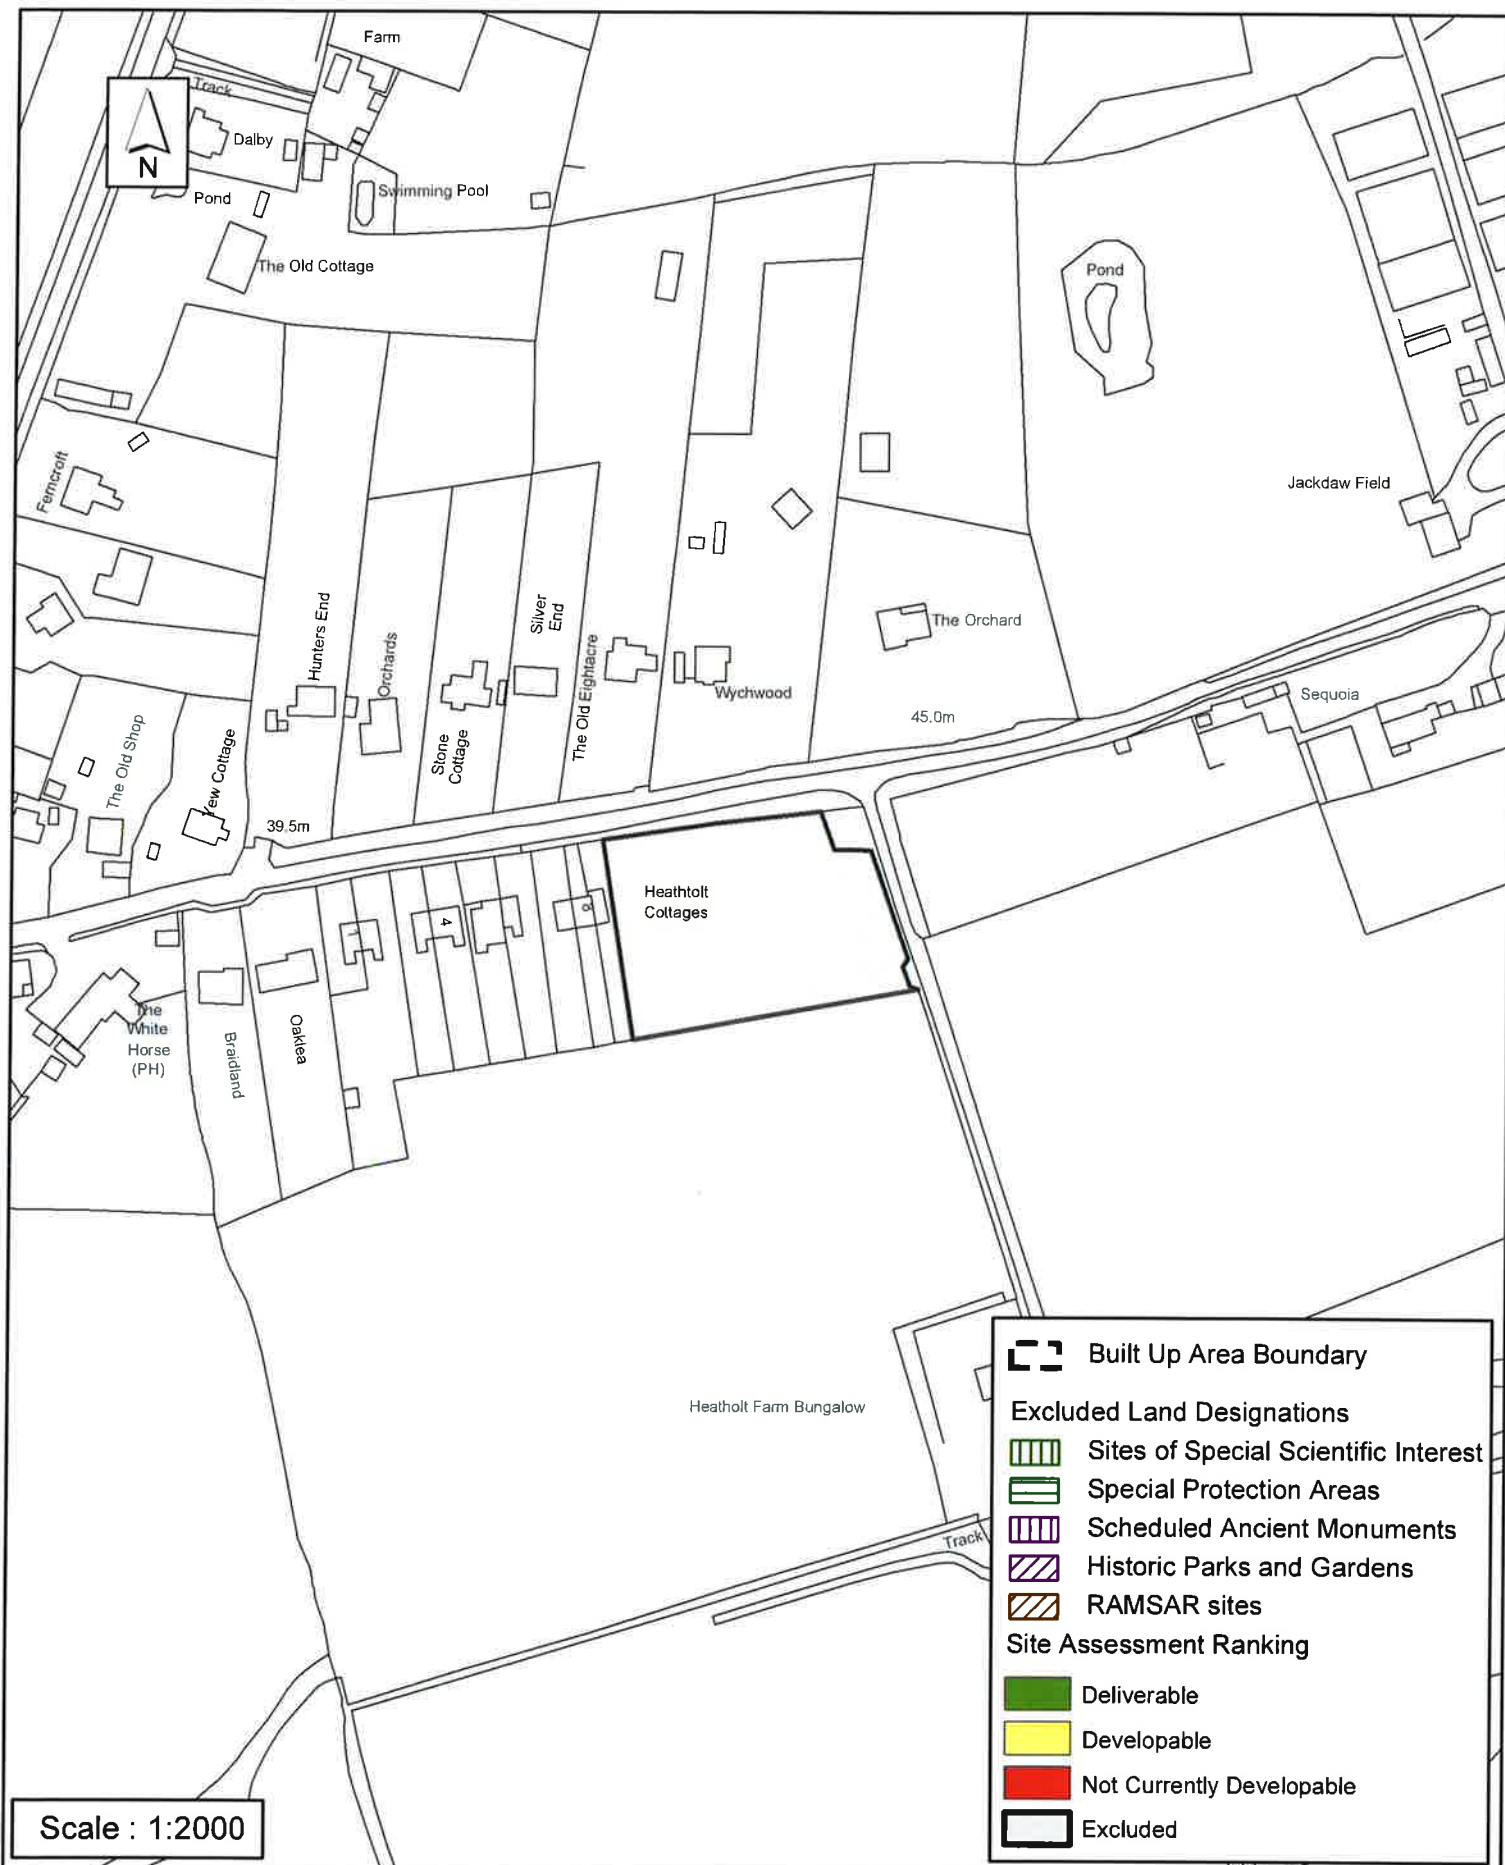 Farm
Track
N
Dalby
Pond
Swimming Pool
The Old Cottage
Pond
Ferncroft
Jackdaw Field
Hunters End
Orchards
Silver
End
The Old Eightacre
The Orchard
Wychwood
45.0m
Sequoia
The Old Shop
Yew Cottage
Stone
Cottage
39.5m
Heathtolt
Cottages
1
4
8
The
White
Horse
(PH)
Braidland
Oaklea
Heatholt Farm Bungalow
Track
Built Up Area Boundary
Excluded Land Designations
Sites of Special Scientific Interest
Special Protection Areas
Scheduled Ancient Monuments
Historic Parks and Gardens
RAMSAR sites
Site Assessment Ranking
Deliverable
Developable
Not Currently Developable
Excluded
Scale : 1:2000